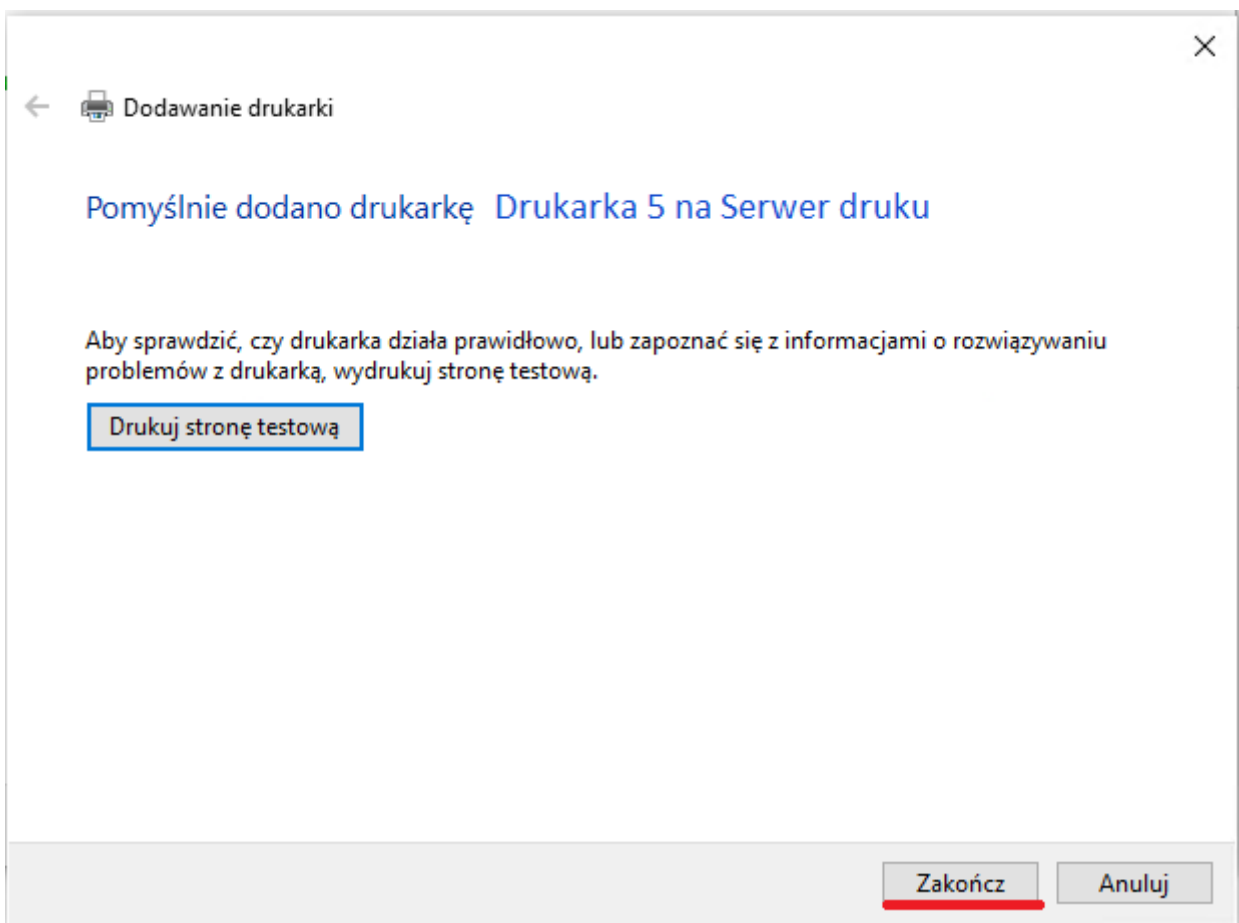 Dodawanie drukarki
Pomyślnie dodano drukarkę Drukarka 5 na Serwer druku
Aby sprawdzić, czy drukarka działa prawidłowo, lub zapoznać się z informacjami o rozwiązywaniu
problemów z drukarką, wydrukuj stronę testową.
Drukuj stronę testową
Zakończ Anuluj